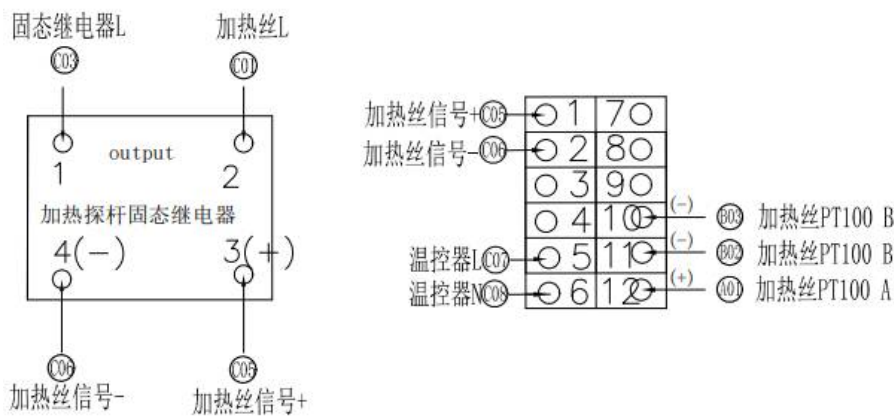 固态继电器L
C03
加热丝L
C01
1
output
2
加热探杆固态继电器
4(-)
3(+)
C06
加热丝信号-
C05
加热丝信号+
加热丝信号+ C05 1 7
加热丝信号- C06 2 8
3 9
4 10 (-) B03 加热丝PT100 B
温控器L C07 5 11 (-) B02 加热丝PT100 B
温控器N C08 6 12 (+) A01 加热丝PT100 A